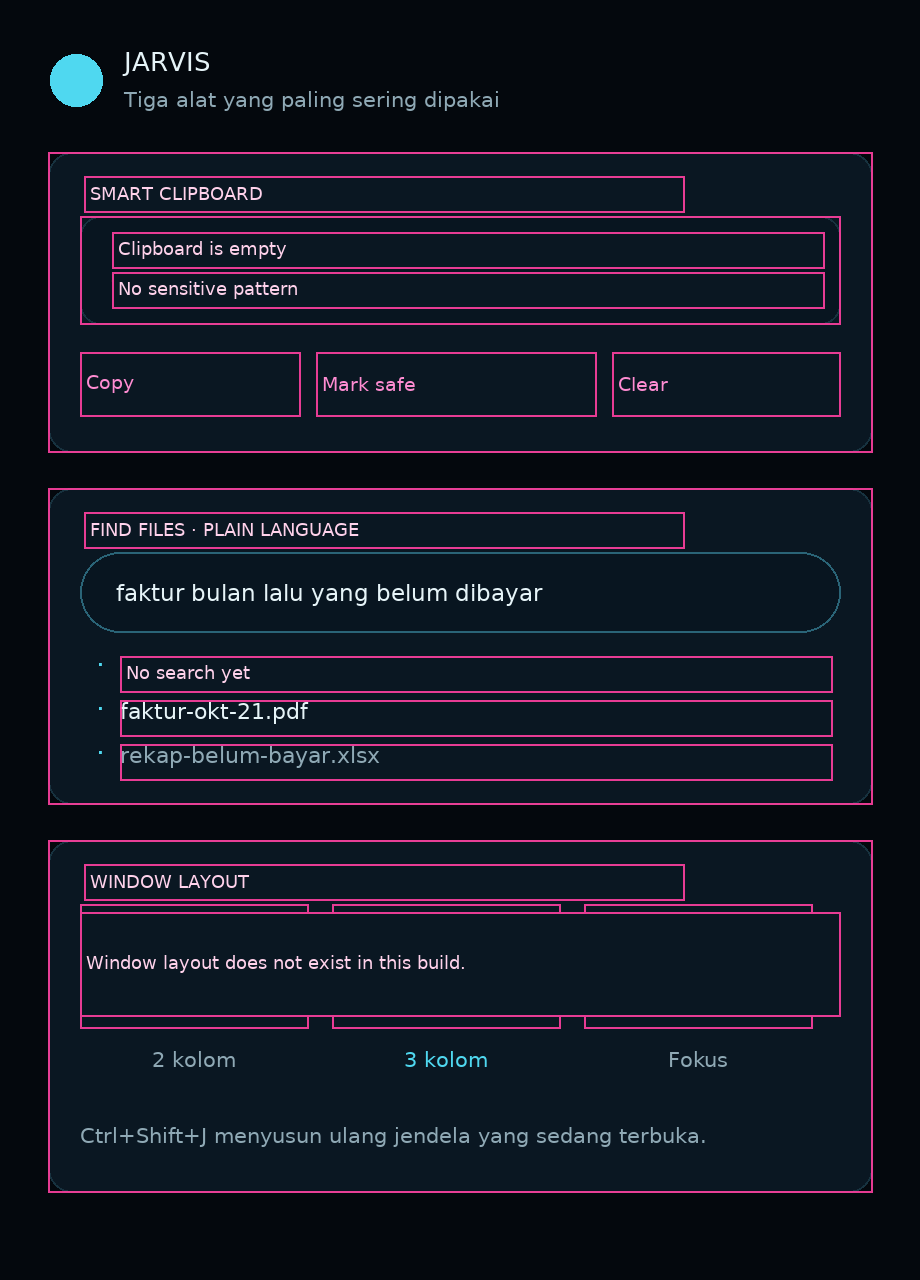 JARVIS
Tiga alat yang paling sering dipakai
SMART CLIPBOARD
Clipboard is empty
No sensitive pattern
Copy
Mark safe
Clear
FIND FILES · PLAIN LANGUAGE
faktur bulan lalu yang belum dibayar
No search yet
faktur-okt-21.pdf
rekap-belum-bayar.xlsx
WINDOW LAYOUT
Window layout does not exist in this build.
2 kolom
3 kolom
Fokus
Ctrl+Shift+J menyusun ulang jendela yang sedang terbuka.